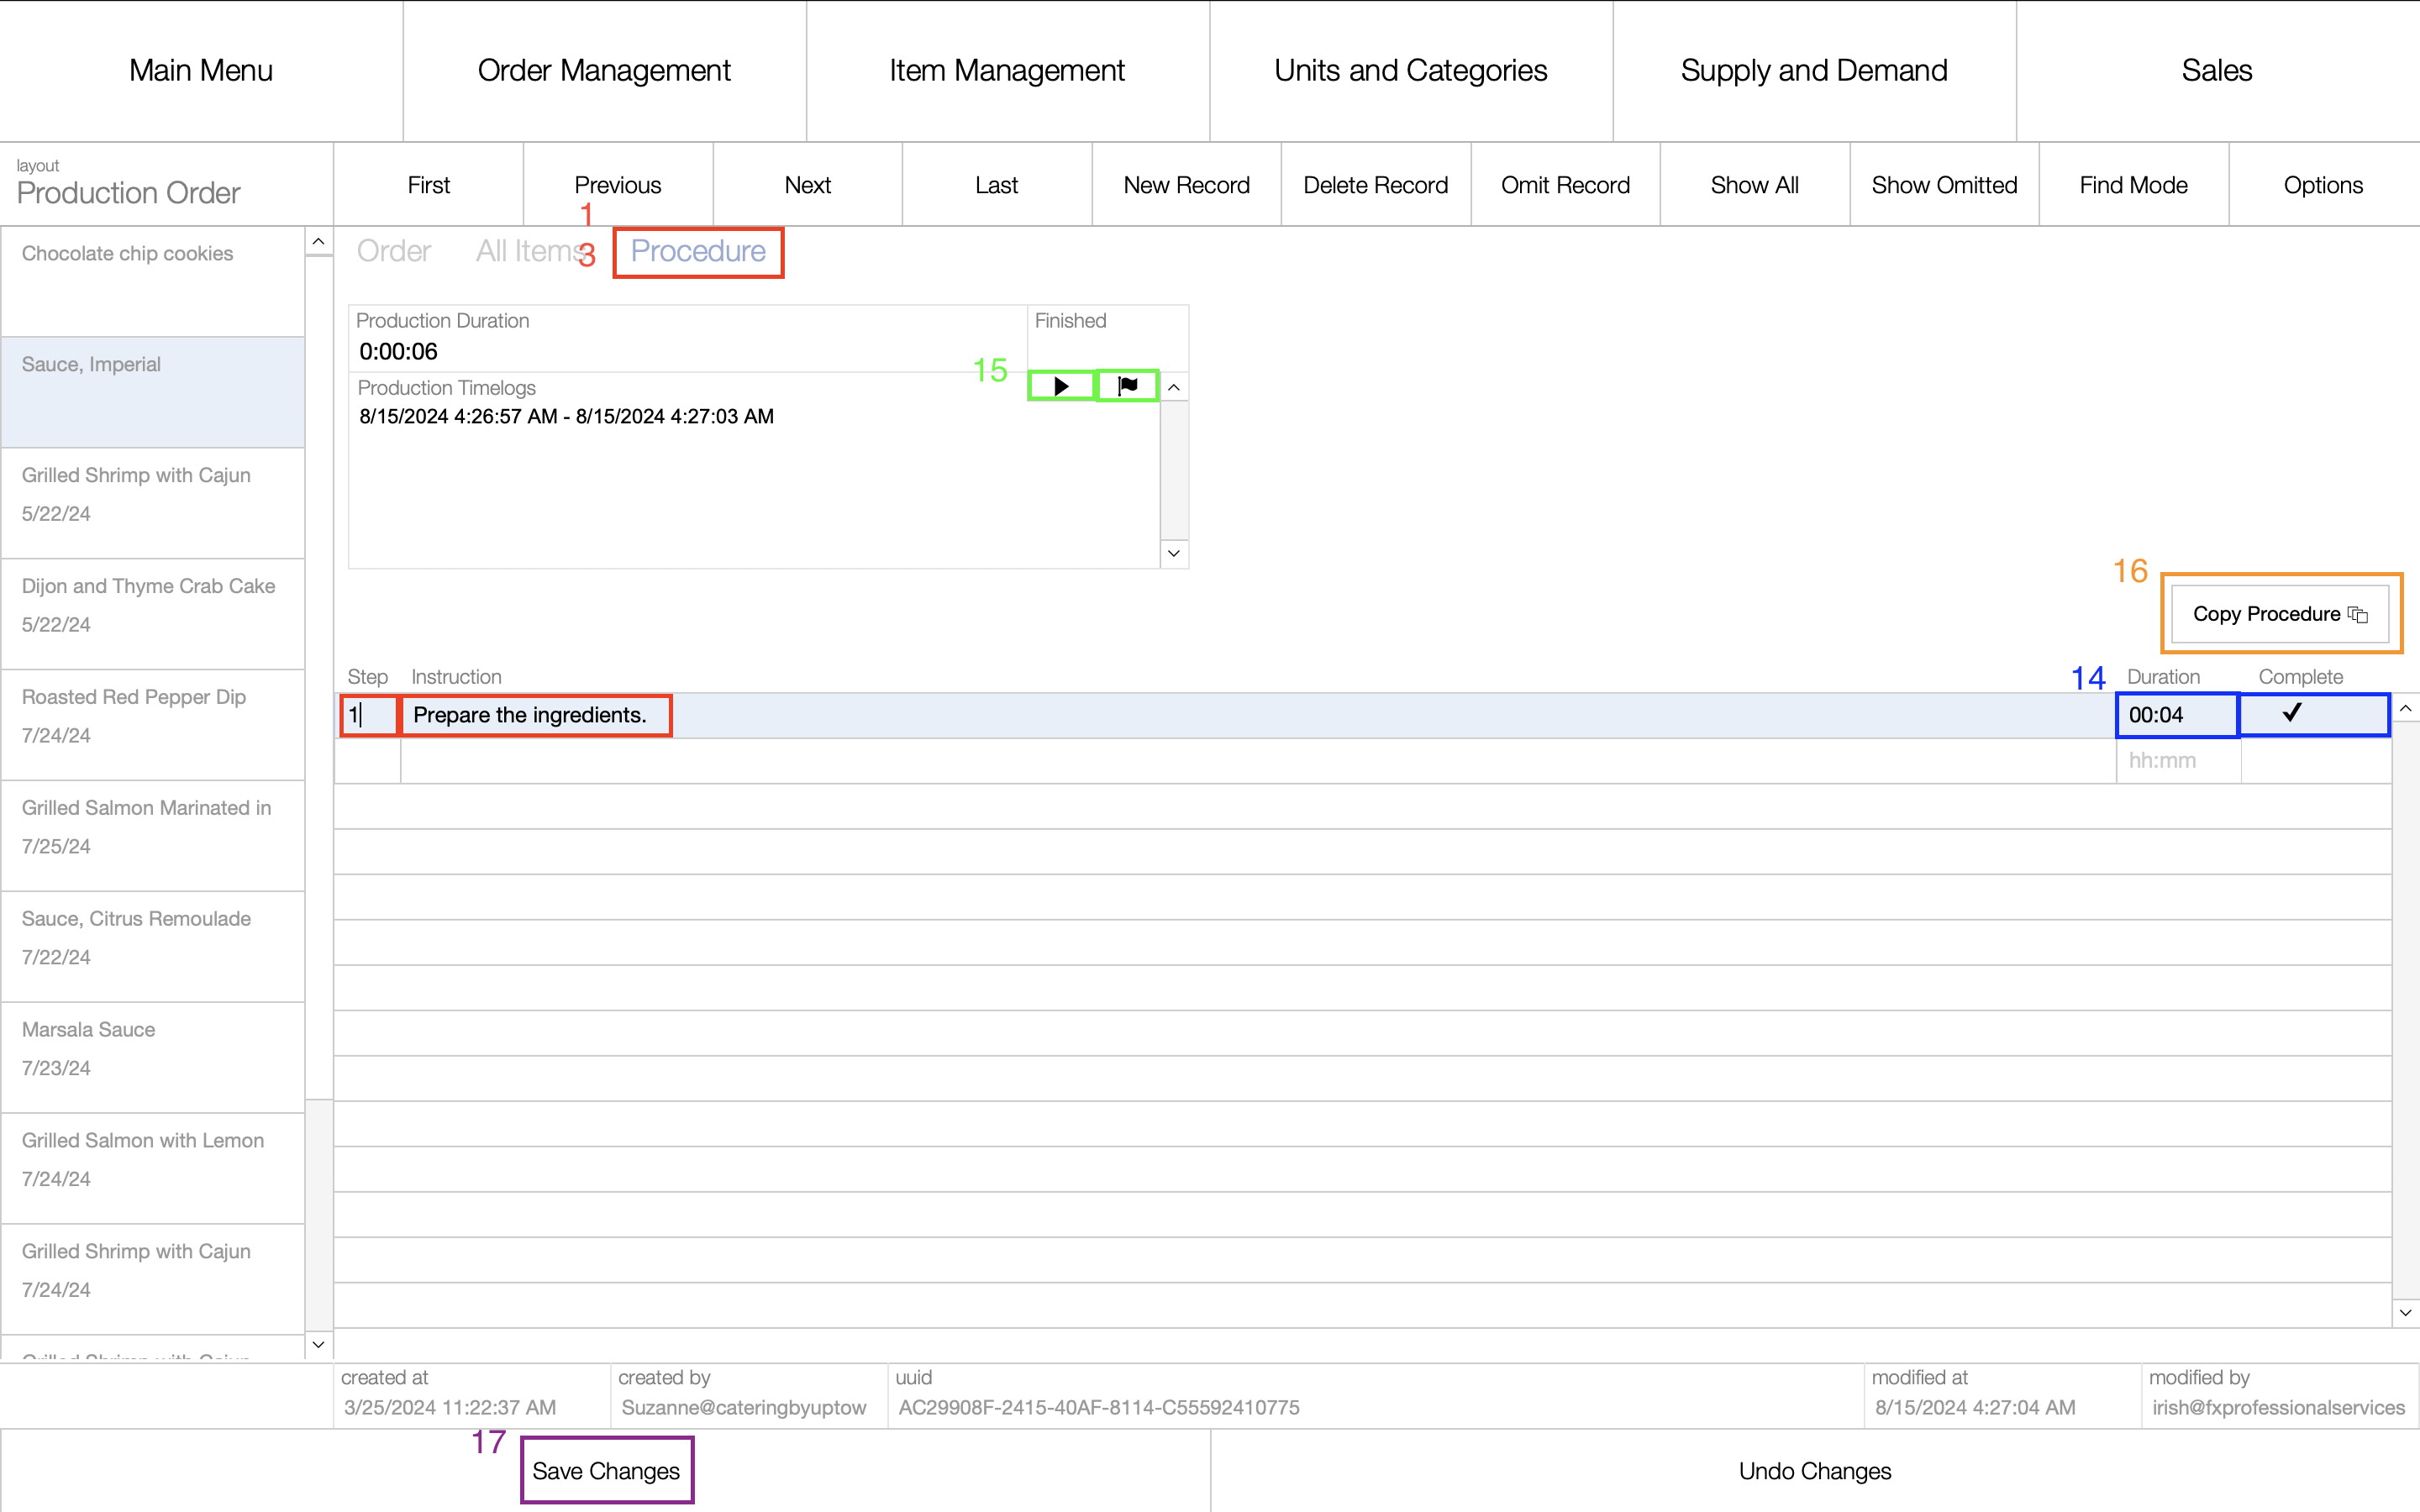 Main Menu
Order Management
Item Management
Units and Categories
Supply and Demand
Sales
layout
Production Order
First
Previous
Next
Last
New Record
Delete Record
Omit Record
Show All
Show Omitted
Find Mode
Options
Chocolate chip cookies
Sauce, Imperial
Grilled Shrimp with Cajun
5/22/24
Dijon and Thyme Crab Cake
5/22/24
Roasted Red Pepper Dip
7/24/24
Grilled Salmon Marinated in
7/25/24
Sauce, Citrus Remoulade
7/22/24
Marsala Sauce
7/23/24
Grilled Salmon with Lemon
7/24/24
Grilled Shrimp with Cajun
7/24/24
1
3
Order
All Items
Procedure
Production Duration
0:00:06
Finished
15
Production Timelogs
8/15/2024 4:26:57 AM - 8/15/2024 4:27:03 AM
16
Copy Procedure
Step
Instruction
14
Duration
Complete
1
Prepare the ingredients.
00:04
hh:mm
created at
3/25/2024 11:22:37 AM
created by
Suzanne@cateringbyuptow
uuid
AC29908F-2415-40AF-8114-C55592410775
modified at
8/15/2024 4:27:04 AM
modified by
irish@fxprofessionalservices
17
Save Changes
Undo Changes